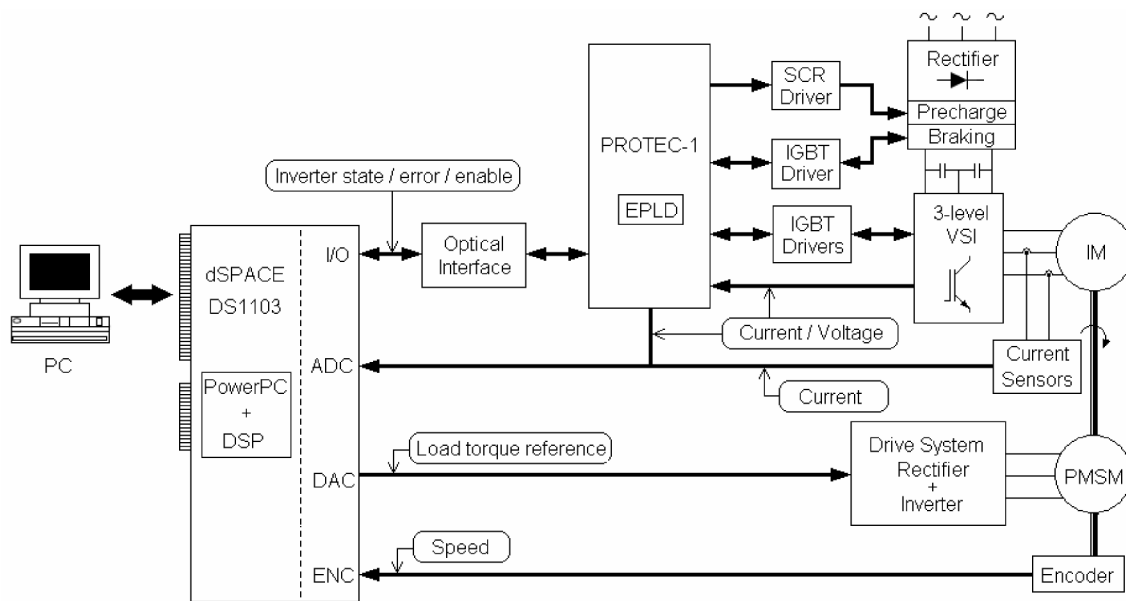 Rectifier
SCR
Driver
Precharge
Braking
PROTEC-1
IGBT
Driver
Inverter state / error / enable
EPLD
IGBT
Drivers
3-level
VSI
Optical
Interface
I/O
IM
dSPACE
DS1103
PC
Current / Voltage
ADC
Current
Sensors
Current
PowerPC
+
DSP
Load torque reference
Drive System
Rectifier
+
Inverter
DAC
PMSM
Speed
ENC
Encoder